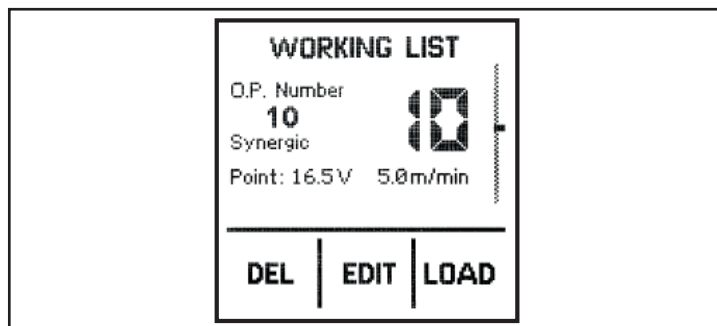 WORKING LIST
O.P. Number
10
10
Synergic
Point: 16.5V 5.0m/min
DEL EDIT LOAD